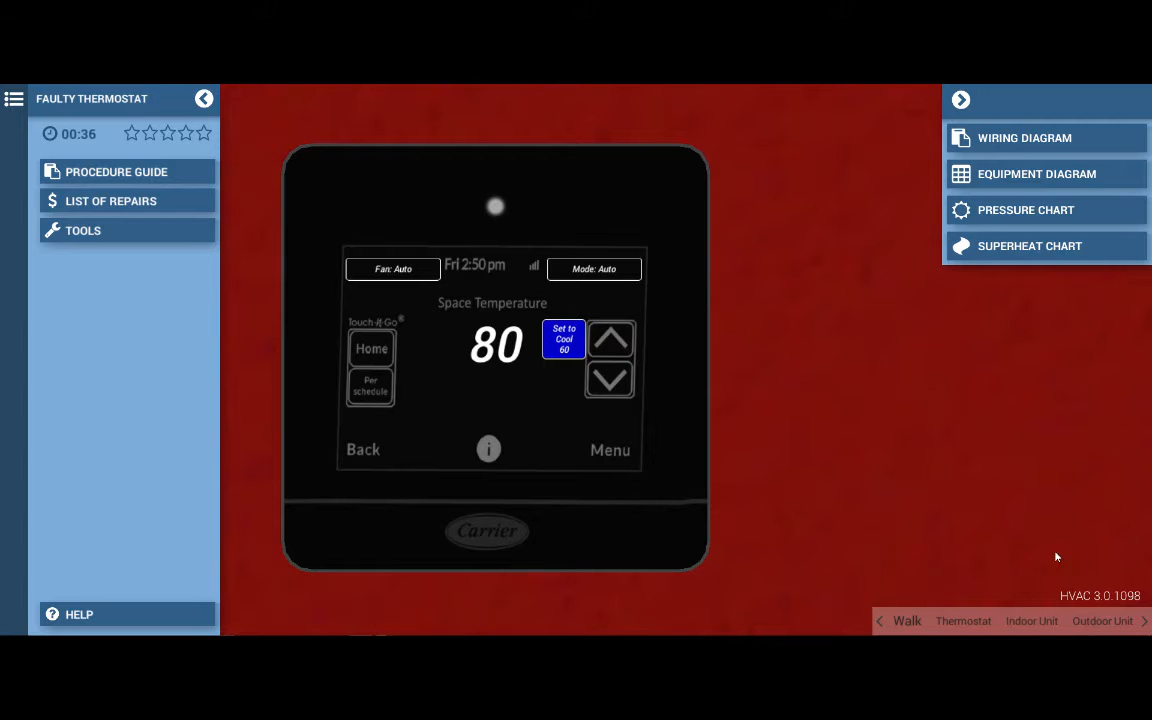 FAULTY THERMOSTAT
00:36
PROCEDURE GUIDE
$ LIST OF REPAIRS
TOOLS
HELP
Fan: Auto
Fri 2:50 pm
Mode: Auto
Space Temperature
Touch-N-Go®
Home
Per
schedule
80
Set to
Cool
60
Back
i
Menu
Carrier
WIRING DIAGRAM
EQUIPMENT DIAGRAM
PRESSURE CHART
SUPERHEAT CHART
HVAC 3.0.1098
< Walk Thermostat Indoor Unit Outdoor Unit >